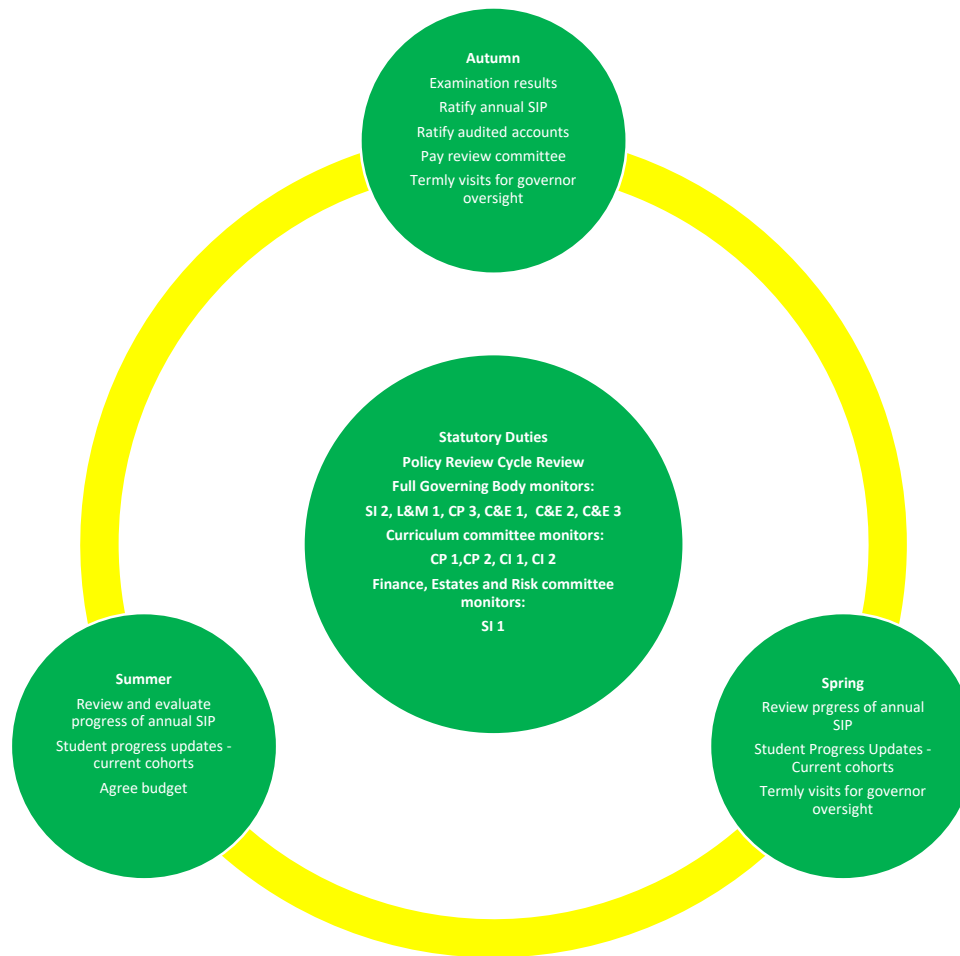 Autumn
Examination results
Ratify annual SIP
Ratify audited accounts
Pay review committee
Termly visits for governor
oversight
Statutory Duties
Policy Review Cycle Review
Full Governing Body monitors:
SI 2, L&M 1, CP 3, C&E 1,  C&E 2, C&E 3
Curriculum committee monitors:
CP 1,CP 2, CI 1, CI 2
Finance, Estates and Risk committee
monitors:
SI 1
Summer
Review and evaluate
progress of annual SIP
Student progress updates -
current cohorts
Agree budget
Spring
Review prgress of annual
SIP
Student Progress Updates -
Current cohorts
Termly visits for governor
oversight